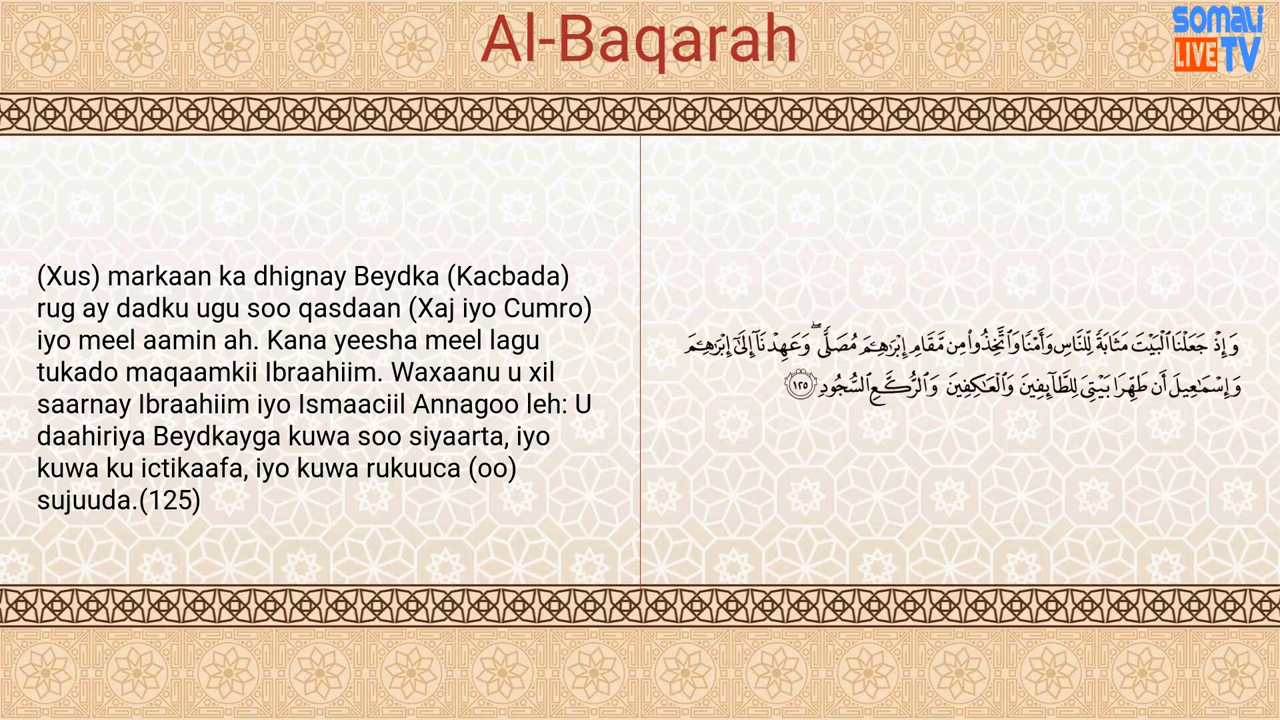 Al-Baqarah
SOMALI
LIVE TV
(Xus) markaan ka dhignay Beydka (Kacbada)
rug ay dadku ugu soo qasdaan (Xaj iyo Cumro)
iyo meel aamin ah. Kana yeesha meel lagu
tukado maqaamkii Ibraahiim. Waxaanu u xil
saarnay Ibraahiim iyo Ismaaciil Annagoo leh: U
daahiriya Beydkayga kuwa soo siyaarta, iyo
kuwa ku ictikaafa, iyo kuwa rukuuca (oo)
sujuuda.(125)
وَإِذْ جَعَلْنَا ٱلْبَيْتَ مَثَابَةً لِّلنَّاسِ وَأَمْنًا وَٱتَّخِذُوا۟ مِن مَّقَامِ إِبْرَٰهِـۧمَ مُصَلًّى ۖ وَعَهِدْنَآ إِلَىٰٓ إِبْرَٰهِـۧمَ
وَإِسْمَـٰعِيلَ أَن طَهِّرَا بَيْتِىَ لِلطَّآئِفِينَ وَٱلْعَـٰكِفِينَ وَٱلرُّكَّعِ ٱلسُّجُودِ ١٢٥